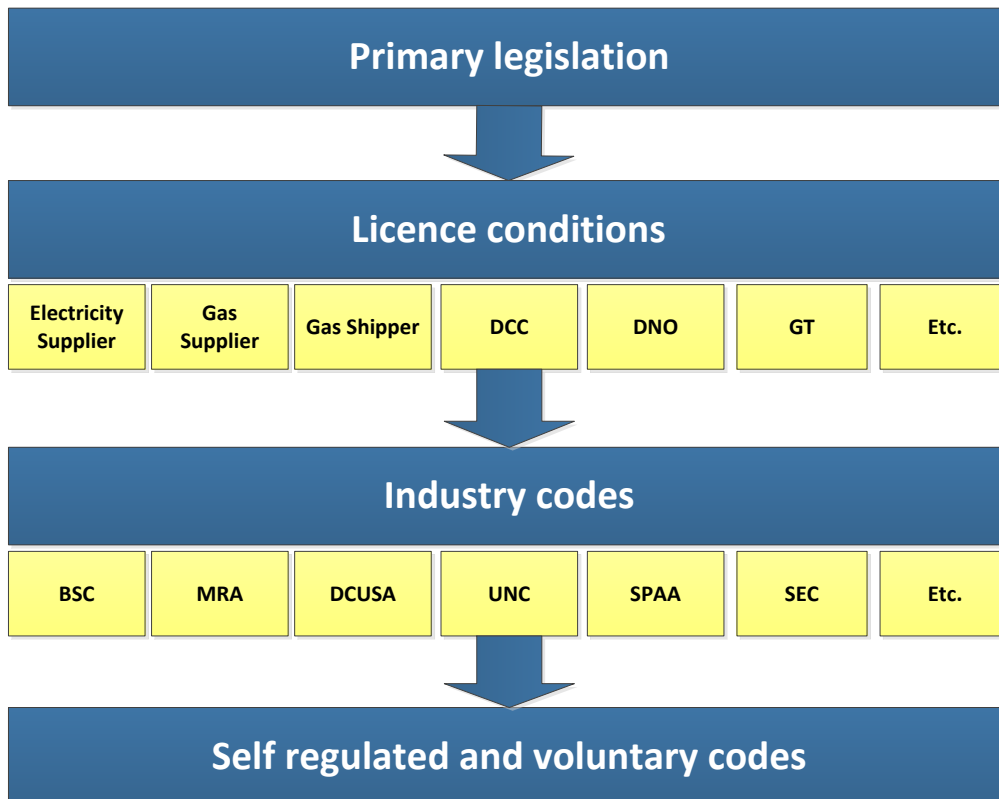 Primary legislation
Licence conditions
Electricity
Supplier
Gas
Supplier
Gas Shipper
DCC
DNO
GT
Etc.
Industry codes
BSC
MRA
DCUSA
UNC
SPAA
SEC
Etc.
Self regulated and voluntary codes